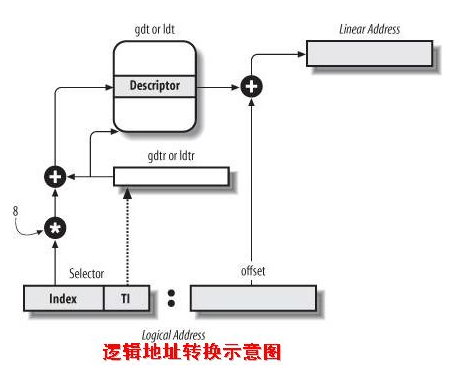 gdt or ldt
Linear Address
Descriptor
+
+
gdtr or ldtr
8
*
Selector
offset
Index
TI
:
Logical Address
逻辑地址转换示意图